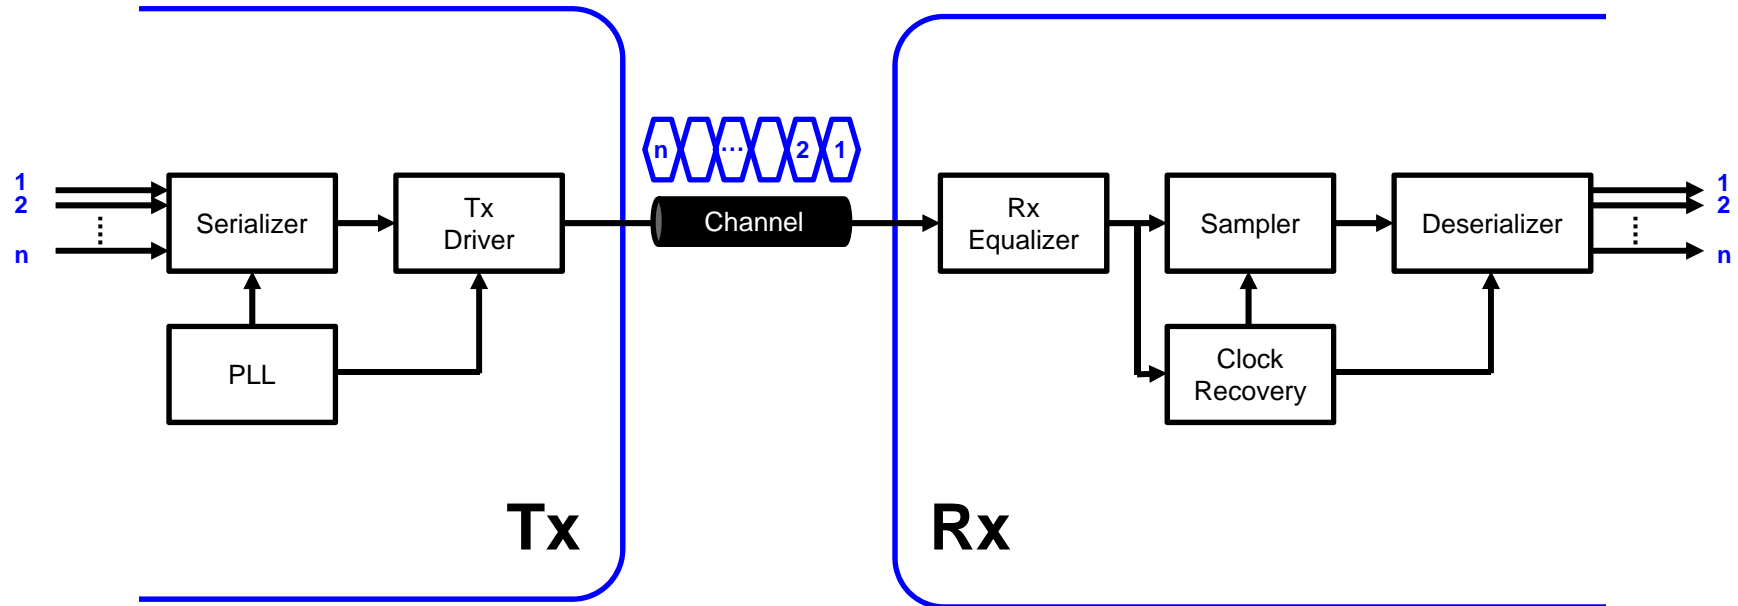 1
2
n
Serializer
Tx
Driver
PLL
Tx
n ... 2 1
Channel
Rx
Equalizer
Sampler
Deserializer
Clock
Recovery
1
2
n
Rx